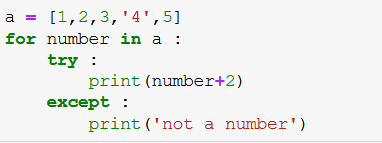 a = [1,2,3,'4',5]
for number in a :
    try :
        print(number+2)
    except :
        print('not a number')